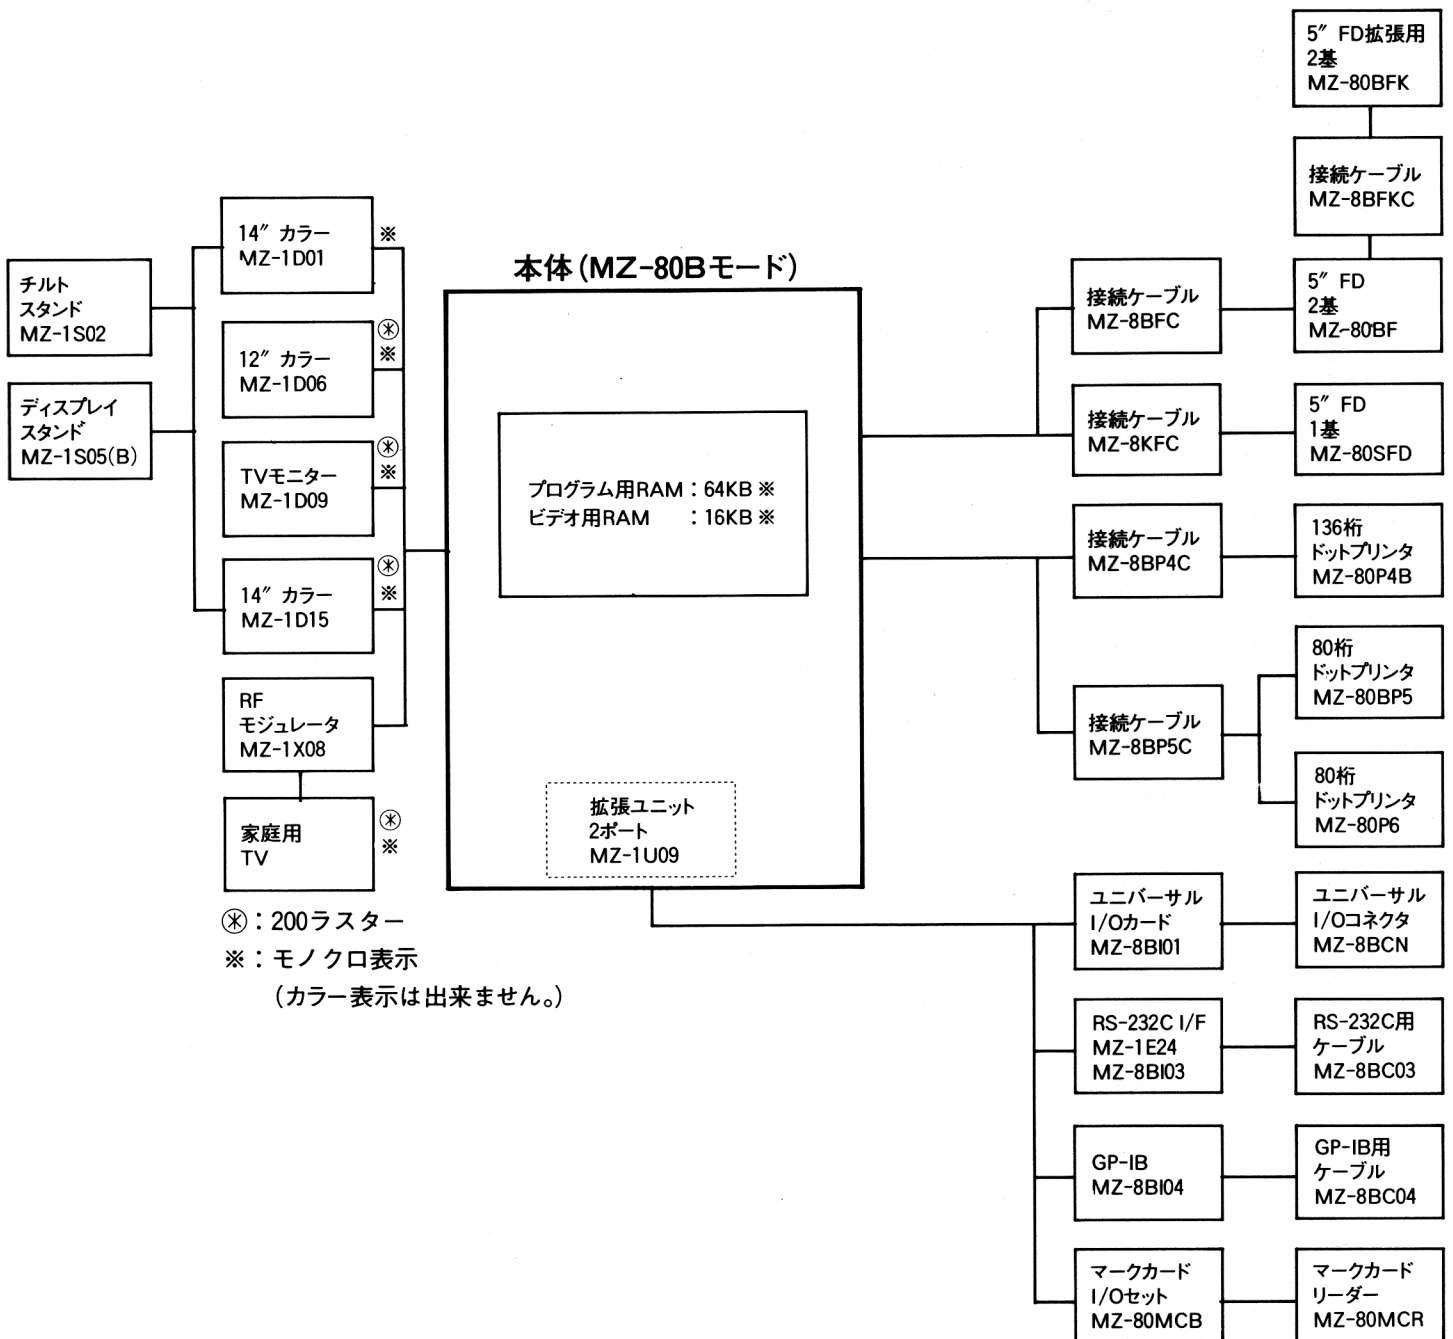 5″ FD拡張用
2基
MZ-80BFK
接続ケーブル
MZ-8BFKC
チルト
スタンド
MZ-1S02
ディスプレイ
スタンド
MZ-1S05(B)
14″ カラー
MZ-1D01
※
12″ カラー
MZ-1D06
㊍
※
TVモニター
MZ-1D09
㊍
※
14″ カラー
MZ-1D15
㊍
※
RF
モジュレータ
MZ-1X08
家庭用
TV
㊍
※
㊍：200ラスター
※：モノクロ表示
(カラー表示は出来ません。)
本体(MZ-80Bモード)
プログラム用RAM：64KB※
ビデオ用RAM ：16KB※
拡張ユニット
2ポート
MZ-1U09
接続ケーブル
MZ-8BFC
5″ FD
2基
MZ-80BF
接続ケーブル
MZ-8KFC
5″ FD
1基
MZ-80SFD
接続ケーブル
MZ-8BP4C
136桁
ドットプリンタ
MZ-80P4B
接続ケーブル
MZ-8BP5C
80桁
ドットプリンタ
MZ-80BP5
80桁
ドットプリンタ
MZ-80P6
ユニバーサル
I/Oカード
MZ-8BI01
ユニバーサル
I/Oコネクタ
MZ-8BCN
RS-232C I/F
MZ-1E24
MZ-8BI03
RS-232C用
ケーブル
MZ-8BC03
GP-IB
MZ-8BI04
GP-IB用
ケーブル
MZ-8BC04
マークカード
I/Oセット
MZ-80MCB
マークカード
リーダー
MZ-80MCR